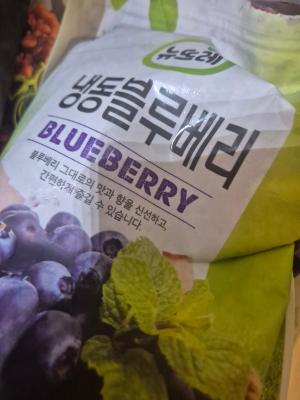 뉴뜨레
냉동블루베리
BLUEBERRY
블루베리 그대로의 맛과 향을 신선하고,
간편하게 즐길 수 있습니다.